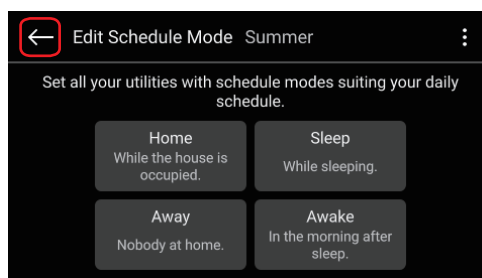 Edit Schedule Mode Summer
Set all your utilities with schedule modes suiting your daily
schedule.
Home
While the house is
occupied.
Sleep
While sleeping.
Away
Nobody at home.
Awake
In the morning after
sleep.